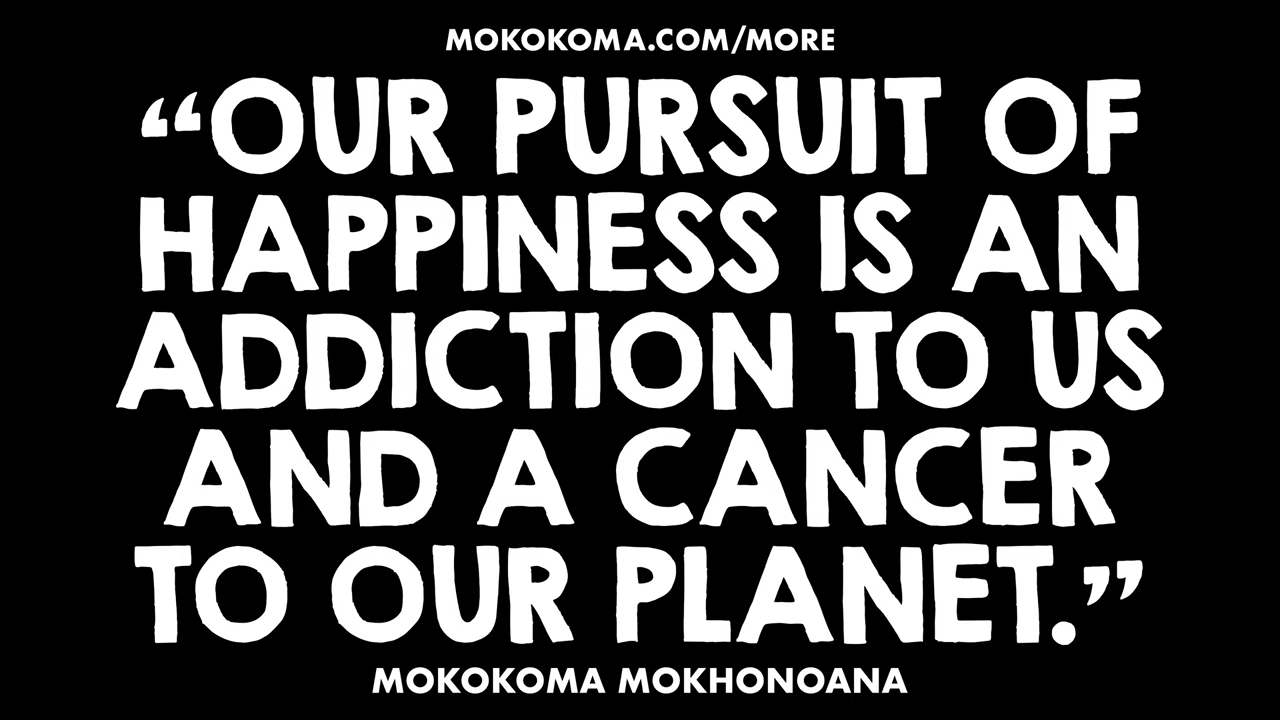 MOKOKOMA.COM/MORE
“OUR PURSUIT OF
HAPPINESS IS AN
ADDICTION TO US
AND A CANCER
TO OUR PLANET.”
MOKOKOMA MOKHONOANA